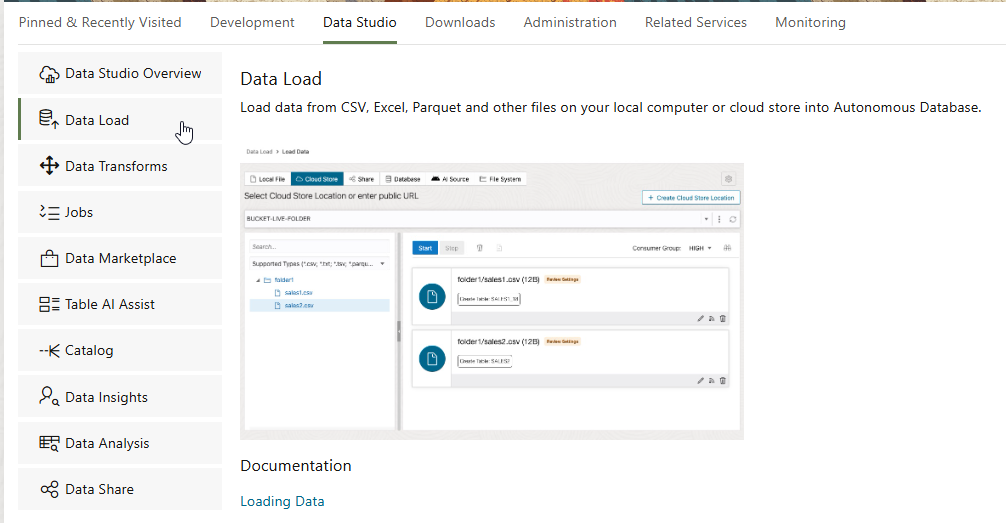 Pinned & Recently Visited Development Data Studio Downloads Administration Related Services Monitoring
Data Studio Overview
Data Load
Data Transforms
Jobs
Data Marketplace
Table AI Assist
Catalog
Data Insights
Data Analysis
Data Share
Data Load
Load data from CSV, Excel, Parquet and other files on your local computer or cloud store into Autonomous Database.
Data Load > Load Data
Local File Cloud Store Share Database AI Source File System
Select Cloud Store Location or enter public URL
+ Create Cloud Store Location
BUCKET-LIVE-FOLDER
Search...
Supported Types (*.csv, *.txt, *.tsv, *.parqu...
folder1
sales1.csv
sales2.csv
Start Stop
Consumer Group: HIGH
folder1/sales1.csv (12B) Review Settings
Create Table: SALES1_38
folder1/sales2.csv (12B) Review Settings
Create Table: SALES2
Documentation
Loading Data